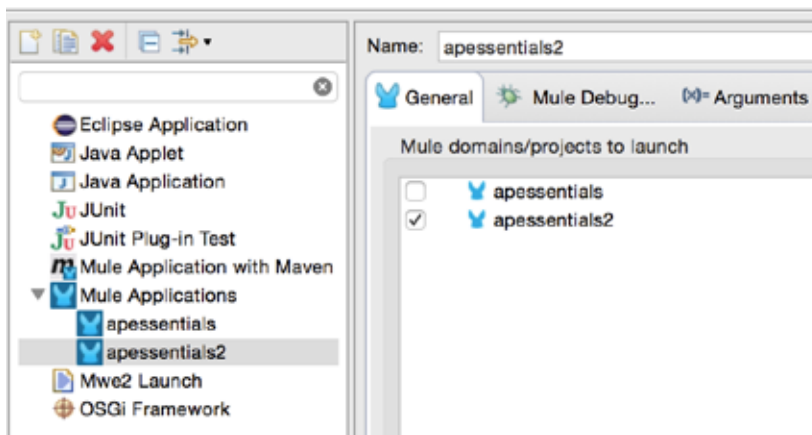 Name: apessentials2
General Mule Debug... (x)= Arguments
Mule domains/projects to launch
apessentials
apessentials2
Eclipse Application
Java Applet
Java Application
JUnit
JUnit Plug-in Test
Mule Application with Maven
Mule Applications
apessentials
apessentials2
Mwe2 Launch
OSGi Framework